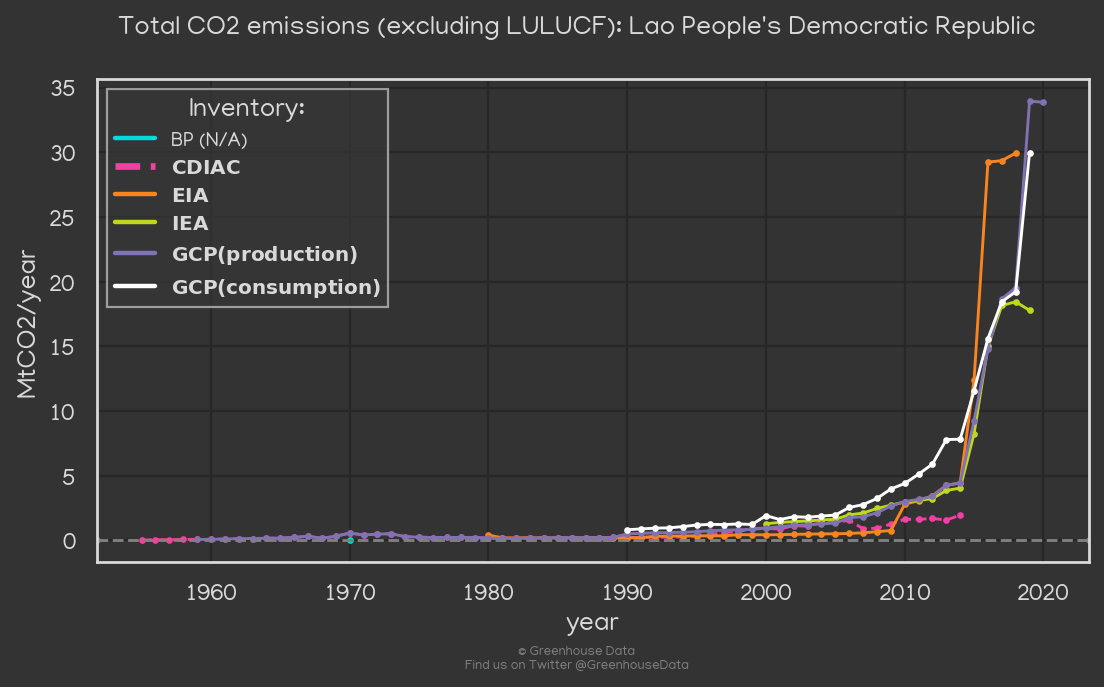 Total CO2 emissions (excluding LULUCF): Lao People's Democratic Republic
Inventory:
BP (N/A)
CDIAC
EIA
IEA
GCP(production)
GCP(consumption)
MtCO2/year
35
30
25
20
15
10
5
0
1960 1970 1980 1990 2000 2010 2020
year
© Greenhouse Data
Find us on Twitter @GreenhouseData